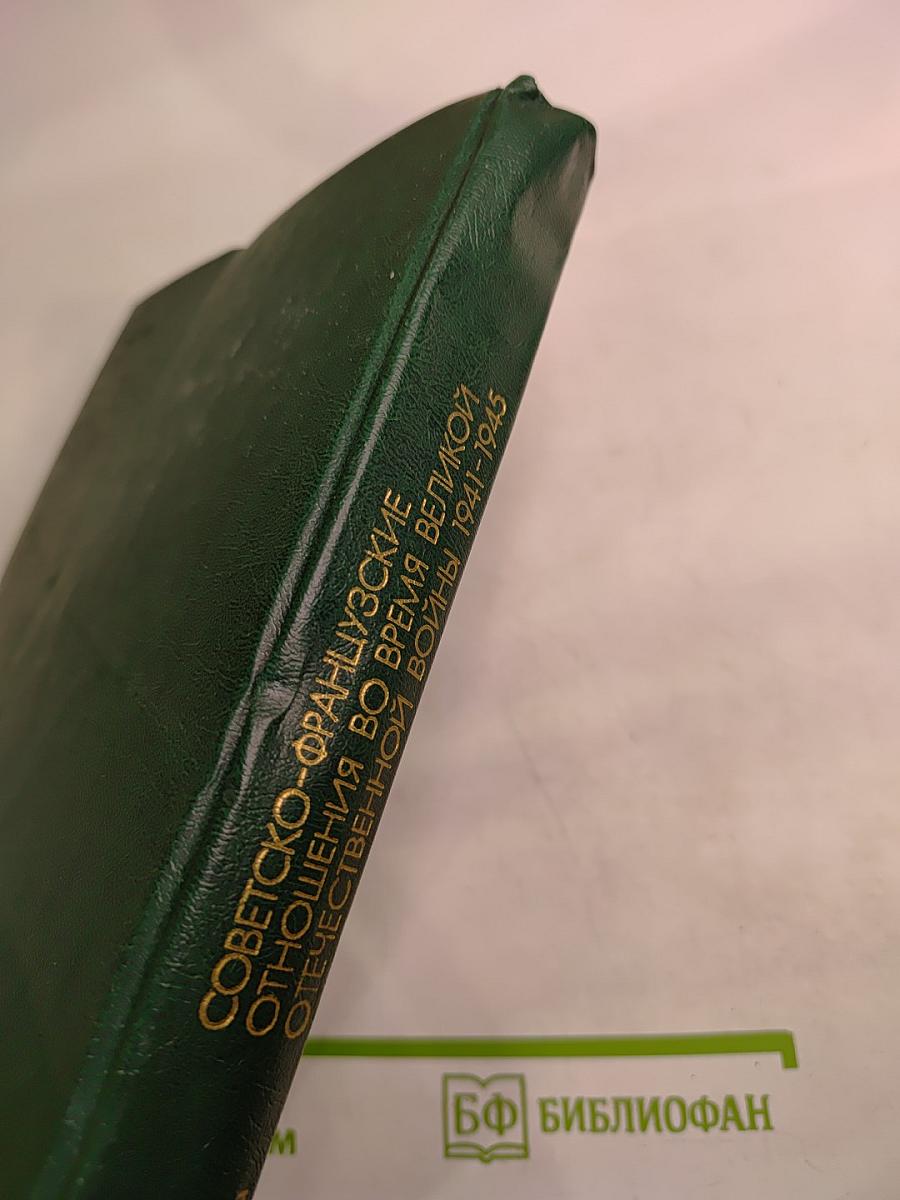 СОВЕТСКО-ФРАНЦУЗСКИЕ
ОТНОШЕНИЯ ВО ВРЕМЯ ВЕЛИКОЙ
ОТЕЧЕСТВЕННОЙ ВОЙНЫ 1941-1945
БФ БИБЛИОФАН